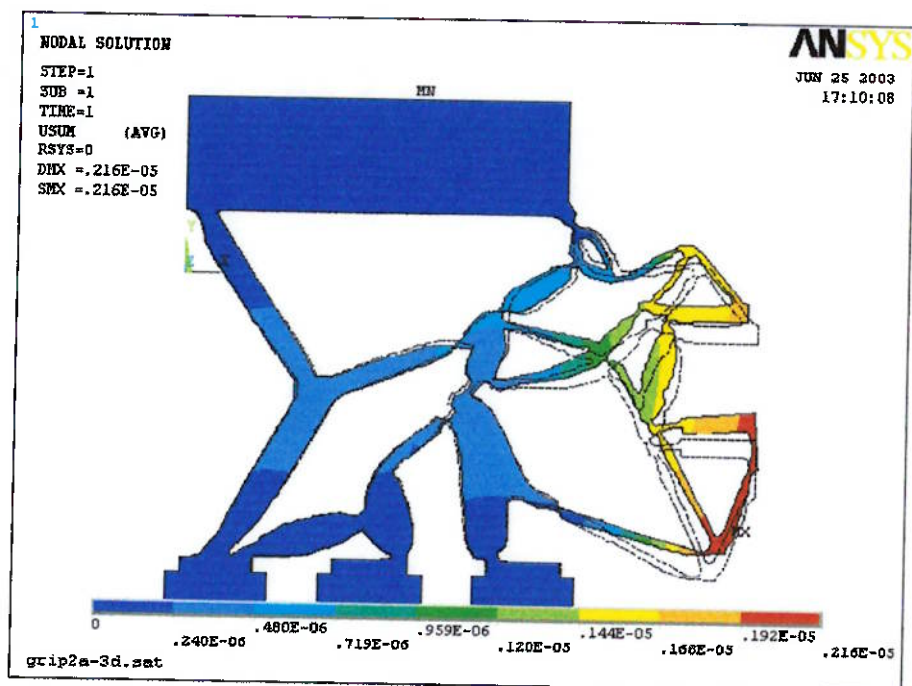 1
NODAL SOLUTION
STEP=1
SUB =1
TIME=1
USUM (AVG)
RSYS=0
DMX =.216E-05
SMX =.216E-05
ANSYS
JUN 25 2003
17:10:08
MN
Y
Z X
MX
0 .480E-06 .959E-06 .144E-05 .192E-05
.240E-06 .719E-06 .120E-05 .168E-05 .216E-05
grip2a-3d.sat